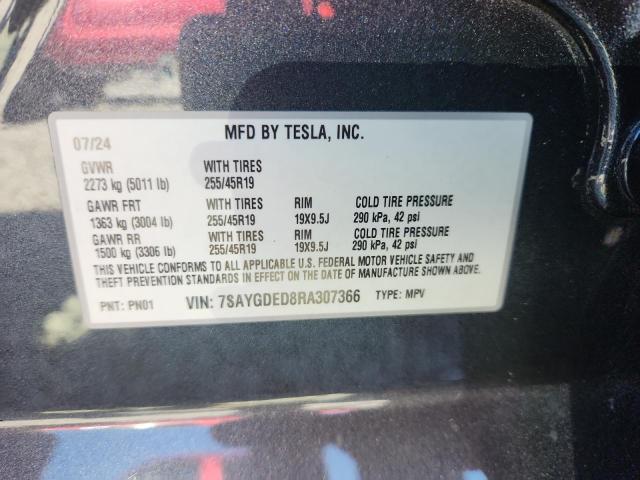 07/24 MFD BY TESLA, INC.
GVWR WITH TIRES
2273 kg (5011 lb) 255/45R19
GAWR FRT WITH TIRES RIM COLD TIRE PRESSURE
1363 kg (3004 lb) 255/45R19 19X9.5J 290 kPa, 42 psi
GAWR RR WITH TIRES RIM COLD TIRE PRESSURE
1500 kg (3306 lb) 255/45R19 19X9.5J 290 kPa, 42 psi
THIS VEHICLE CONFORMS TO ALL APPLICABLE U.S. FEDERAL MOTOR VEHICLE SAFETY AND
THEFT PREVENTION STANDARDS IN EFFECT ON THE DATE OF MANUFACTURE SHOWN ABOVE.
PNT: PN01 VIN: 7SAYGDED8RA307366 TYPE: MPV